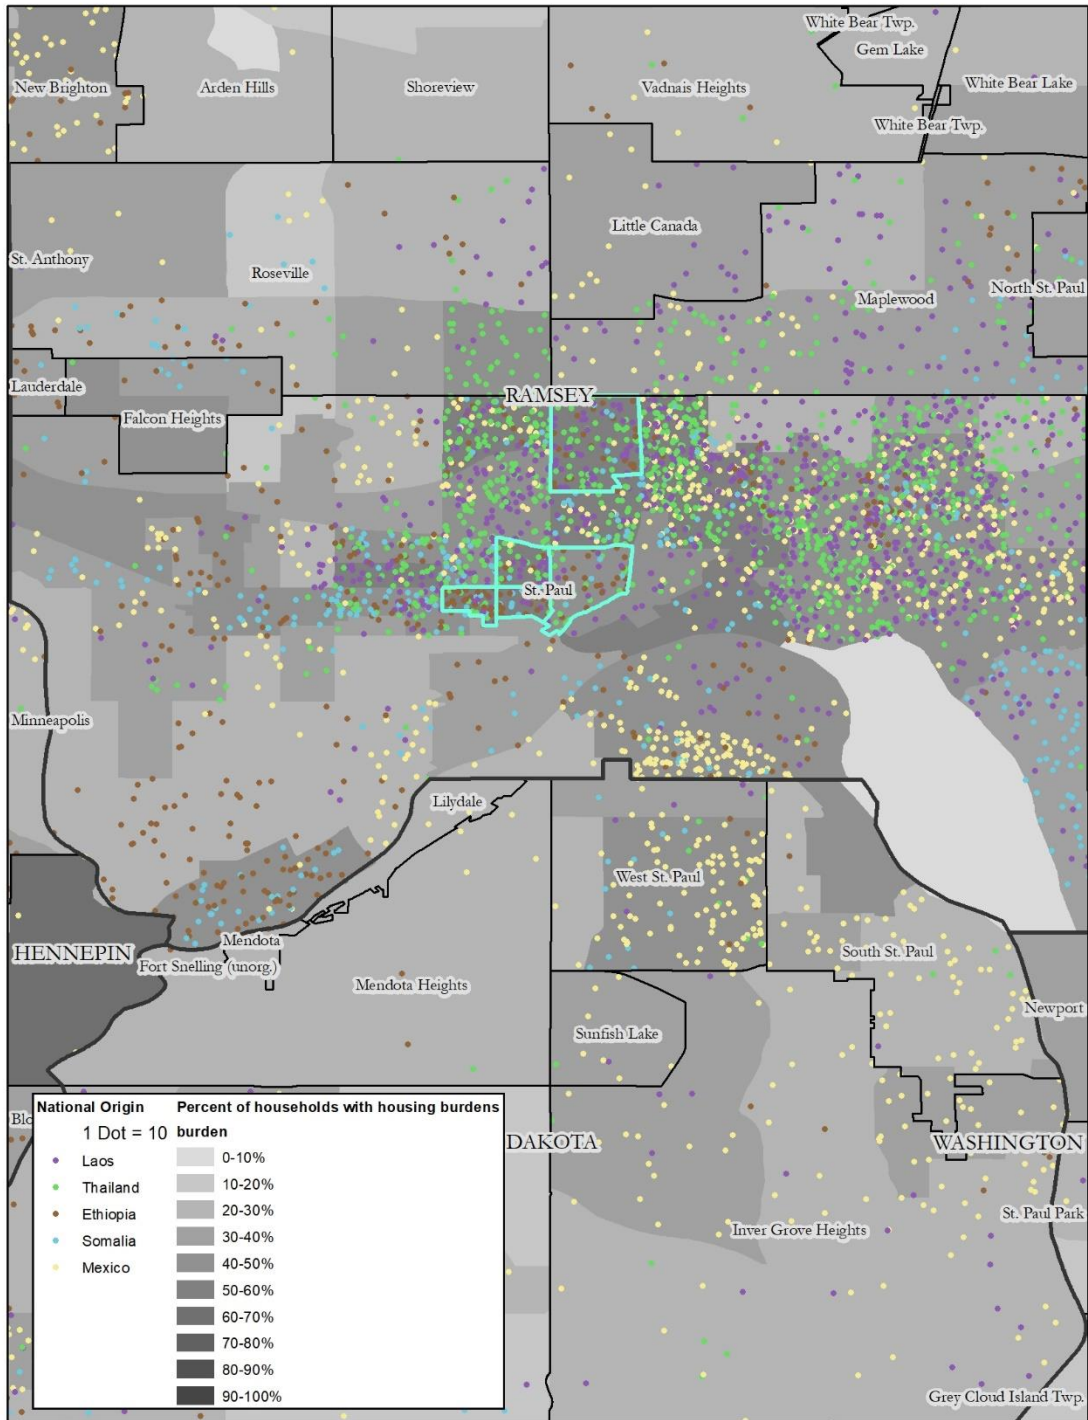 White Bear Twp.
Gem Lake
New Brighton
Arden Hills
Shoreview
Vadnais Heights
White Bear Lake
White Bear Twp.
Little Canada
St. Anthony
Roseville
North St. Paul
Maplewood
Lauderdale
RAMSEY
Falcon Heights
St. Paul
Minneapolis
Lilydale
West St. Paul
HENNEPIN
Mendota
Fort Snelling (unorg.)
South St. Paul
Mendota Heights
Newport
Sunfish Lake
Blo
National Origin
1 Dot = 10
Laos
Thailand
Ethiopia
Somalia
Mexico
Percent of households with housing burdens
burden
0-10%
10-20%
20-30%
30-40%
40-50%
50-60%
60-70%
70-80%
80-90%
90-100%
DAKOTA
WASHINGTON
St. Paul Park
Inver Grove Heights
Grey Cloud Island Twp.